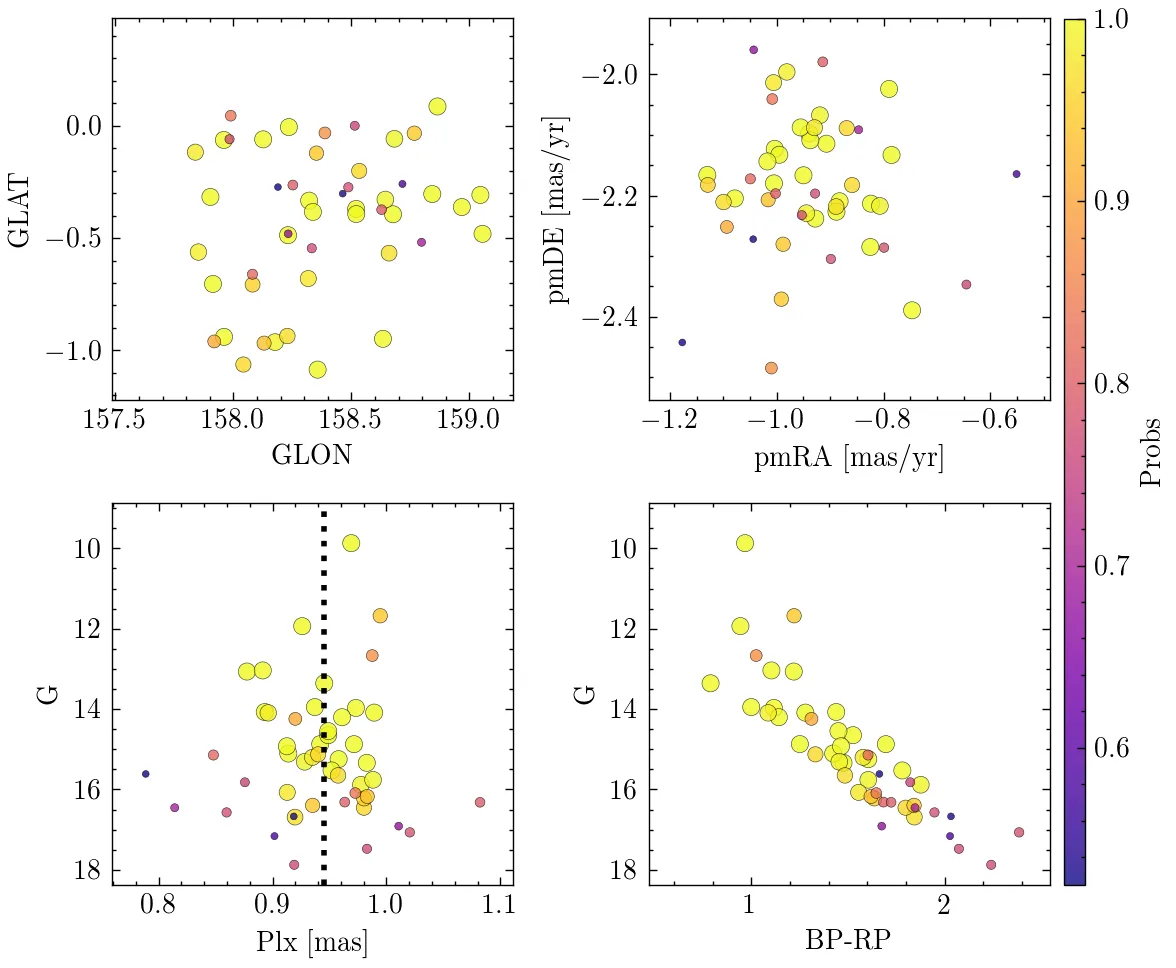 0.0
−0.5
−1.0
GLAT
157.5 158.0 158.5 159.0
GLON
−2.0
−2.2
−2.4
pmDE [mas/yr]
−1.2 −1.0 −0.8 −0.6
pmRA [mas/yr]
10
12
14
16
18
G
0.8 0.9 1.0 1.1
Plx [mas]
10
12
14
16
18
G
1 2
BP-RP
1.0
0.9
0.8
0.7
0.6
Probs